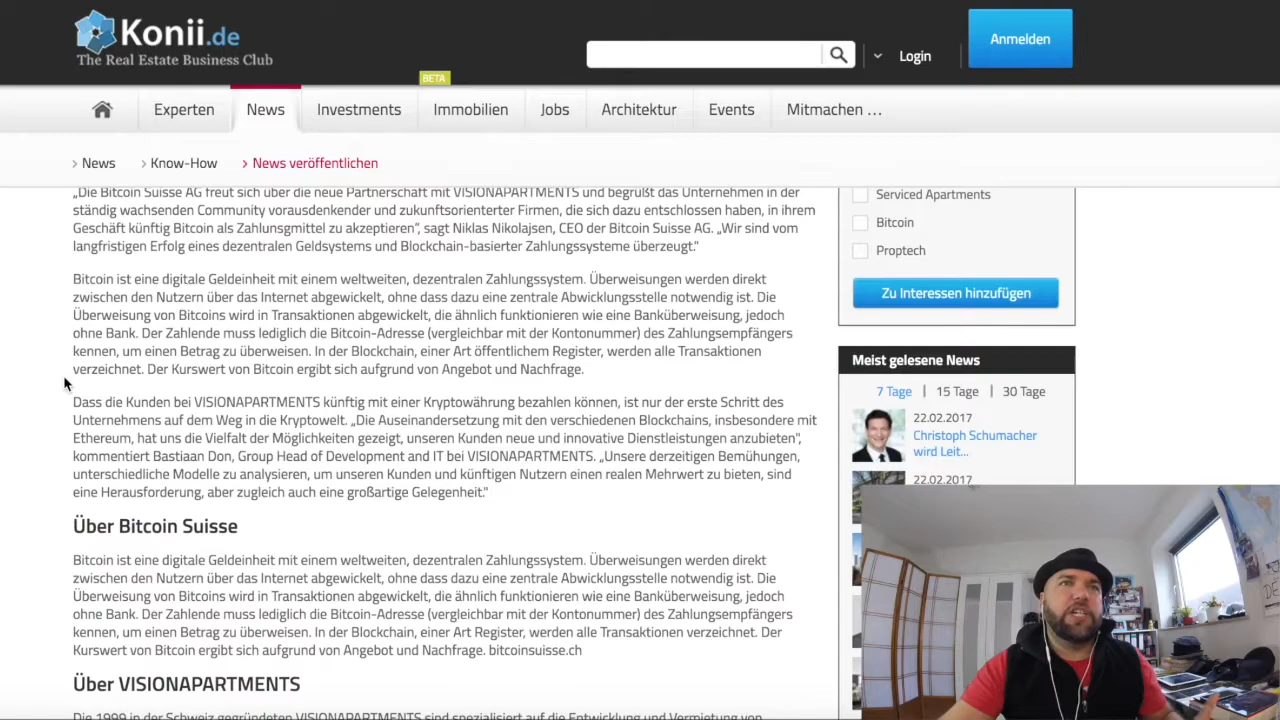 Konii.de
The Real Estate Business Club
Login
Anmelden
BETA
Experten
News
Investments
Immobilien
Jobs
Architektur
Events
Mitmachen …
News
Know-How
News veröffentlichen
„Die Bitcoin Suisse AG freut sich über die neue Partnerschaft mit VISIONAPARTMENTS und begrüßt das Unternehmen in der
ständig wachsenden Community vorausdenkender und zukunftsorienterter Firmen, die sich dazu entschlossen haben, in ihrem
Geschäft künftig Bitcoin als Zahlunsgmittel zu akzeptieren”, sagt Niklas Nikolajsen, CEO der Bitcoin Suisse AG. „Wir sind vom
langfristigen Erfolg eines dezentralen Geldsystems und Blockchain-basierter Zahlungssysteme überzeugt."
Bitcoin ist eine digitale Geldeinheit mit einem weltweiten, dezentralen Zahlungssystem. Überweisungen werden direkt
zwischen den Nutzern über das Internet abgewickelt, ohne dass dazu eine zentrale Abwicklungsstelle notwendig ist. Die
Überweisung von Bitcoins wird in Transaktionen abgewickelt, die ähnlich funktionieren wie eine Banküberweisung, jedoch
ohne Bank. Der Zahlende muss lediglich die Bitcoin-Adresse (vergleichbar mit der Kontonummer) des Zahlungsempfängers
kennen, um einen Betrag zu überweisen. In der Blockchain, einer Art öffentlichem Register, werden alle Transaktionen
verzeichnet. Der Kurswert von Bitcoin ergibt sich aufgrund von Angebot und Nachfrage.
Dass die Kunden bei VISIONAPARTMENTS künftig mit einer Kryptowährung bezahlen können, ist nur der erste Schritt des
Unternehmens auf dem Weg in die Kryptowelt. „Die Auseinandersetzung mit den verschiedenen Blockchains, insbesondere mit
Ethereum, hat uns die Vielfalt der Möglichkeiten gezeigt, unseren Kunden neue und innovative Dienstleistungen anzubieten”,
kommentiert Bastiaan Don, Group Head of Development and IT bei VISIONAPARTMENTS. „Unsere derzeitigen Bemühungen,
unterschiedliche Modelle zu analysieren, um unseren Kunden und künftigen Nutzern einen realen Mehrwert zu bieten, sind
eine Herausforderung, aber zugleich auch eine großartige Gelegenheit."
Über Bitcoin Suisse
Bitcoin ist eine digitale Geldeinheit mit einem weltweiten, dezentralen Zahlungssystem. Überweisungen werden direkt
zwischen den Nutzern über das Internet abgewickelt, ohne dass dazu eine zentrale Abwicklungsstelle notwendig ist. Die
Überweisung von Bitcoins wird in Transaktionen abgewickelt, die ähnlich funktionieren wie eine Banküberweisung, jedoch
ohne Bank. Der Zahlende muss lediglich die Bitcoin-Adresse (vergleichbar mit der Kontonummer) des Zahlungsempfängers
kennen, um einen Betrag zu überweisen. In der Blockchain, einer Art Register, werden alle Transaktionen verzeichnet. Der
Kurswert von Bitcoin ergibt sich aufgrund von Angebot und Nachfrage. bitcoinsuisse.ch
Über VISIONAPARTMENTS
Die 1999 in der Schweiz gegründeten VISIONAPARTMENTS sind spezialisiert auf die Entwicklung und Vermietung von
Serviced Apartments
Bitcoin
Proptech
Zu Interessen hinzufügen
Meist gelesene News
7 Tage | 15 Tage | 30 Tage
22.02.2017
Christoph Schumacher
wird Leit...
22.02.2017